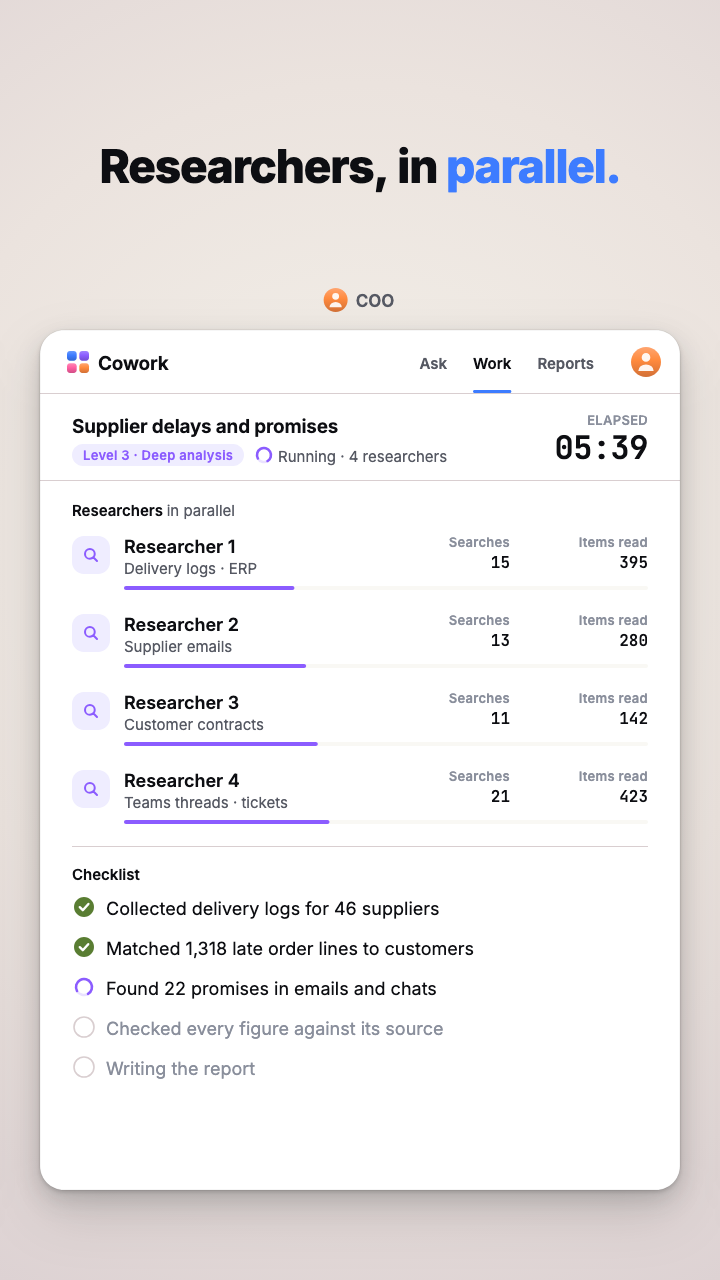 Researchers, in parallel.
COO
Cowork
Ask Work Reports
Supplier delays and promises
Level 3 · Deep analysis
Running · 4 researchers
ELAPSED
05:39
Researchers in parallel
Researcher 1
Delivery logs · ERP
Searches
15
Items read
395
Researcher 2
Supplier emails
Searches
13
Items read
280
Researcher 3
Customer contracts
Searches
11
Items read
142
Researcher 4
Teams threads · tickets
Searches
21
Items read
423
Checklist
Collected delivery logs for 46 suppliers
Matched 1,318 late order lines to customers
Found 22 promises in emails and chats
Checked every figure against its source
Writing the report